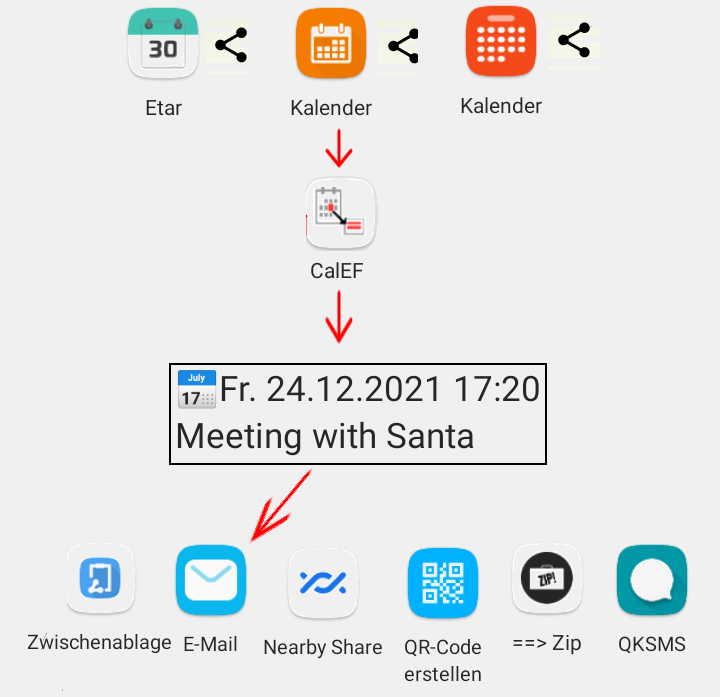 30
Etar
Kalender
Kalender
CalEF
July
17
Fr. 24.12.2021 17:20
Meeting with Santa
ZIP!
Zwischenablage
E-Mail
Nearby Share
QR-Code
erstellen
==> Zip
QKSMS